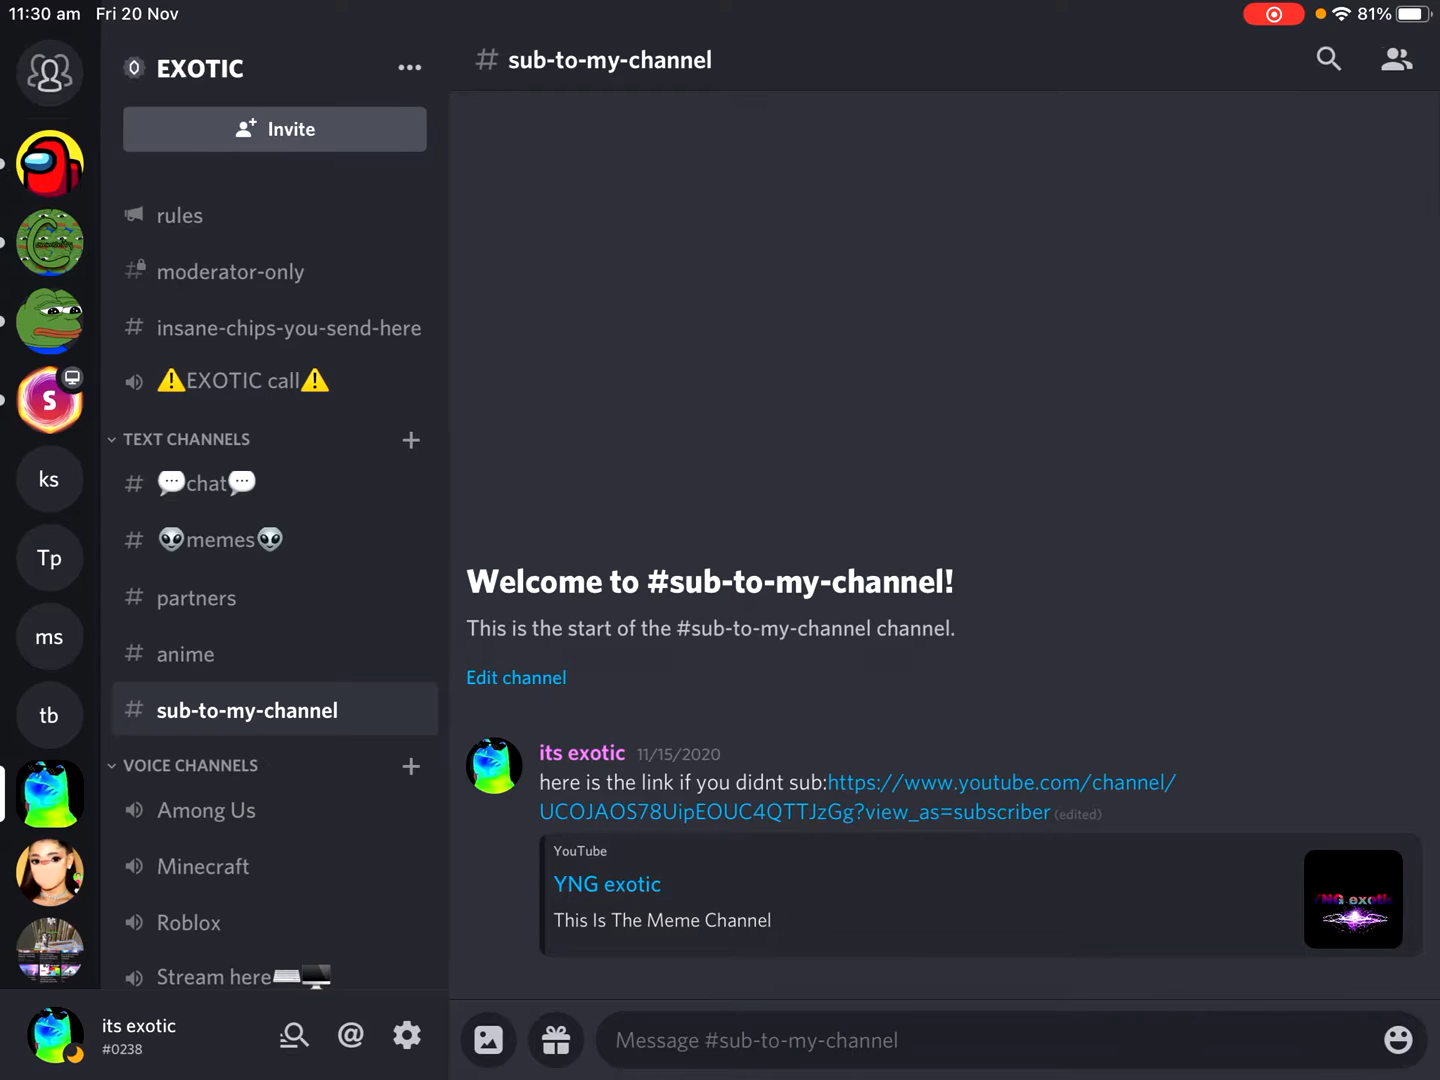 11:30 am Fri 20 Nov
81%
EXOTIC
Invite
rules
moderator-only
insane-chips-you-send-here
⚠️EXOTIC call⚠️
TEXT CHANNELS
💬chat💬
👽memes👽
partners
anime
sub-to-my-channel
VOICE CHANNELS
Among Us
Minecraft
Roblox
Stream here⌨️🖥️
S
ks
Tp
ms
tb
its exotic
#0238
# sub-to-my-channel
Welcome to #sub-to-my-channel!
This is the start of the #sub-to-my-channel channel.
Edit channel
its exotic 11/15/2020
here is the link if you didnt sub:https://www.youtube.com/channel/
UCOJAOS78UipEOUC4QTTJzGg?view_as=subscriber (edited)
YouTube
YNG exotic
This Is The Meme Channel
Message #sub-to-my-channel